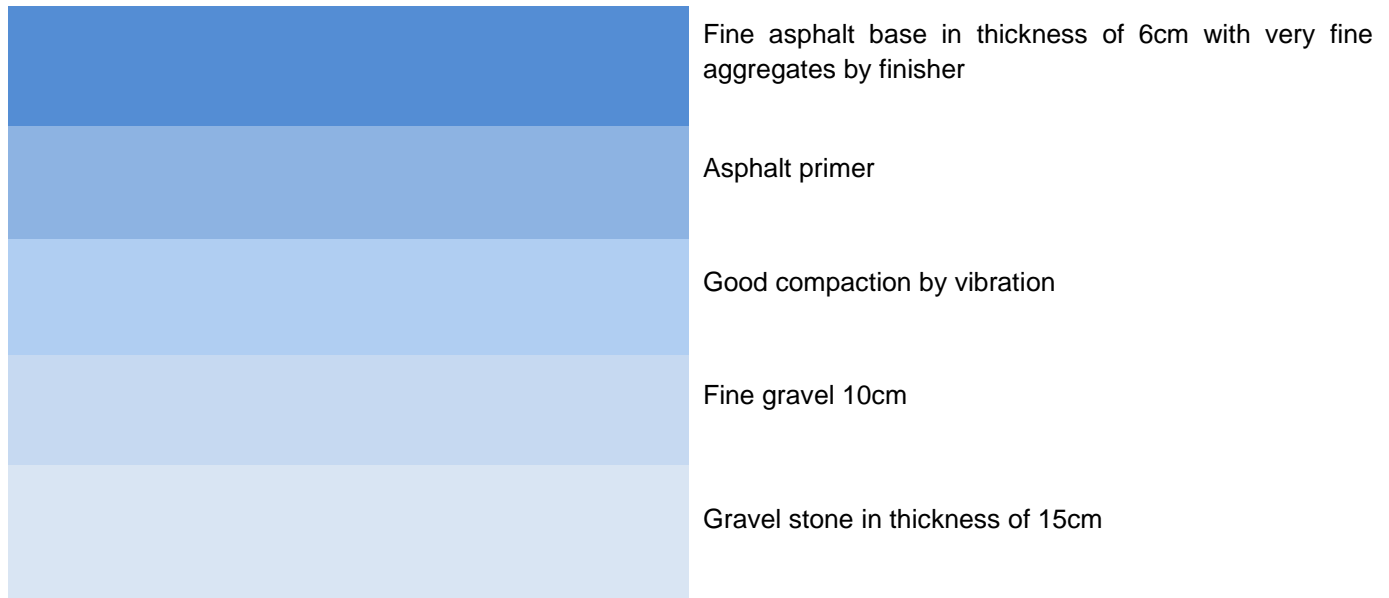 Fine asphalt base in thickness of 6cm with very fine
aggregates by finisher
Asphalt primer
Good compaction by vibration
Fine gravel 10cm
Gravel stone in thickness of 15cm